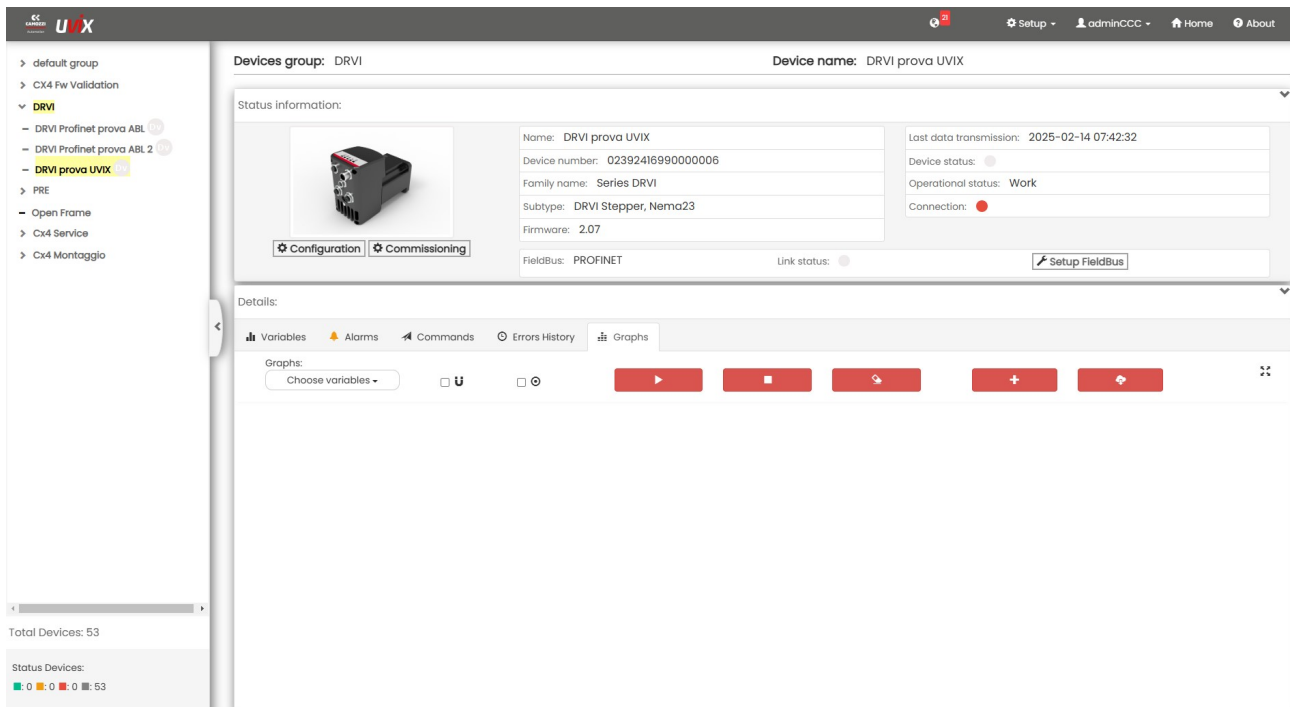 CAMOZZI
UVIX
21
Setup
adminCCC
Home
About
default group
CX4 Fw Validation
DRVI
DRVI Profinet prova ABL
DRVI Profinet prova ABL 2
DRVI prova UVIX
PRE
Open Frame
Cx4 Service
Cx4 Montaggio
Total Devices: 53
Status Devices:
: 0 : 0 : 0 : 53
Devices group: DRVI
Device name: DRVI prova UVIX
Status information:
Configuration
Commissioning
Name: DRVI prova UVIX
Device number: 02392416990000006
Family name: Series DRVI
Subtype: DRVI Stepper, Nema23
Firmware: 2.07
Last data transmission: 2025-02-14 07:42:32
Device status:
Operational status: Work
Connection:
FieldBus: PROFINET
Link status:
Setup FieldBus
Details:
Variables
Alarms
Commands
Errors History
Graphs
Graphs:
Choose variables